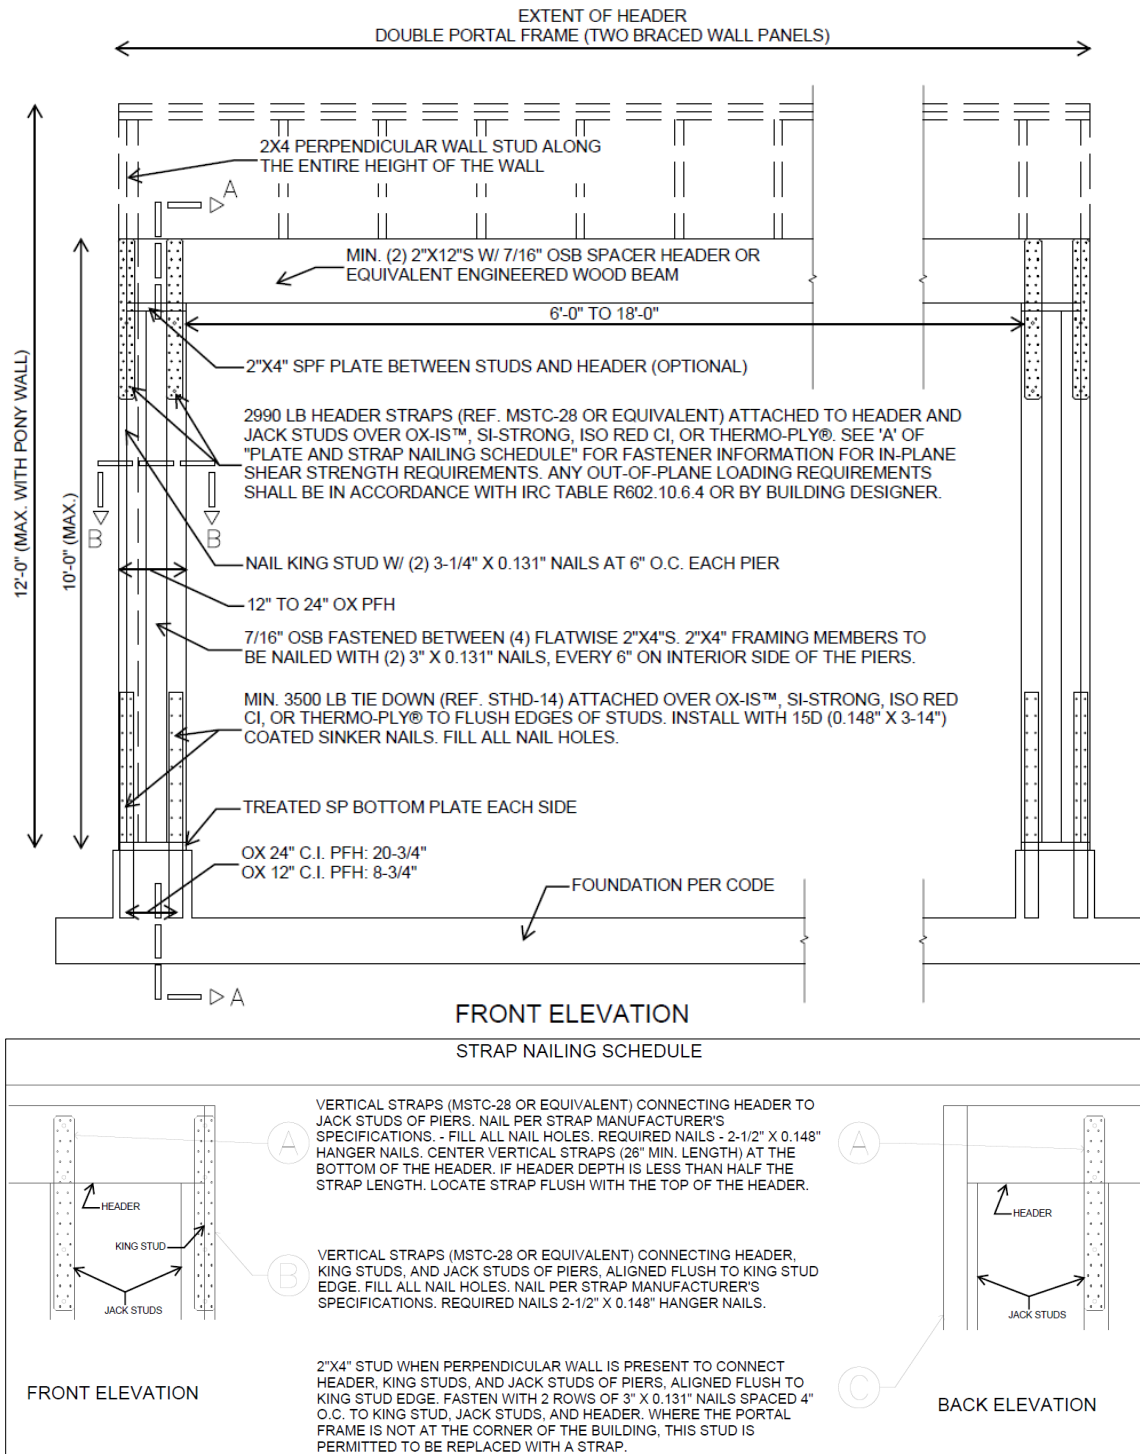 EXTENT OF HEADER
DOUBLE PORTAL FRAME (TWO BRACED WALL PANELS)
2X4 PERPENDICULAR WALL STUD ALONG
THE ENTIRE HEIGHT OF THE WALL
A
MIN. (2) 2"X12"S W/ 7/16" OSB SPACER HEADER OR
EQUIVALENT ENGINEERED WOOD BEAM
6'-0" TO 18'-0"
2"X4" SPF PLATE BETWEEN STUDS AND HEADER (OPTIONAL)
12'-0" (MAX. WITH PONY WALL)
10'-0" (MAX.)
2990 LB HEADER STRAPS (REF. MSTC-28 OR EQUIVALENT) ATTACHED TO HEADER AND
JACK STUDS OVER OX-IS™, SI-STRONG, ISO RED CI, OR THERMO-PLY®. SEE 'A' OF
"PLATE AND STRAP NAILING SCHEDULE" FOR FASTENER INFORMATION FOR IN-PLANE
SHEAR STRENGTH REQUIREMENTS. ANY OUT-OF-PLANE LOADING REQUIREMENTS
SHALL BE IN ACCORDANCE WITH IRC TABLE R602.10.6.4 OR BY BUILDING DESIGNER.
B
B
NAIL KING STUD W/ (2) 3-1/4" X 0.131" NAILS AT 6" O.C. EACH PIER
12" TO 24" OX PFH
7/16" OSB FASTENED BETWEEN (4) FLATWISE 2"X4"S. 2"X4" FRAMING MEMBERS TO
BE NAILED WITH (2) 3" X 0.131" NAILS, EVERY 6" ON INTERIOR SIDE OF THE PIERS.
MIN. 3500 LB TIE DOWN (REF. STHD-14) ATTACHED OVER OX-IS™, SI-STRONG, ISO RED
CI, OR THERMO-PLY® TO FLUSH EDGES OF STUDS. INSTALL WITH 15D (0.148" X 3-14")
COATED SINKER NAILS. FILL ALL NAIL HOLES.
TREATED SP BOTTOM PLATE EACH SIDE
OX 24" C.I. PFH: 20-3/4"
OX 12" C.I. PFH: 8-3/4"
FOUNDATION PER CODE
A
FRONT ELEVATION
STRAP NAILING SCHEDULE
A
VERTICAL STRAPS (MSTC-28 OR EQUIVALENT) CONNECTING HEADER TO
JACK STUDS OF PIERS. NAIL PER STRAP MANUFACTURER'S
SPECIFICATIONS. - FILL ALL NAIL HOLES. REQUIRED NAILS - 2-1/2" X 0.148"
HANGER NAILS. CENTER VERTICAL STRAPS (26" MIN. LENGTH) AT THE
BOTTOM OF THE HEADER. IF HEADER DEPTH IS LESS THAN HALF THE
STRAP LENGTH. LOCATE STRAP FLUSH WITH THE TOP OF THE HEADER.
A
HEADER
KING STUD
JACK STUDS
HEADER
JACK STUDS
B
VERTICAL STRAPS (MSTC-28 OR EQUIVALENT) CONNECTING HEADER,
KING STUDS, AND JACK STUDS OF PIERS, ALIGNED FLUSH TO KING STUD
EDGE. FILL ALL NAIL HOLES. NAIL PER STRAP MANUFACTURER'S
SPECIFICATIONS. REQUIRED NAILS 2-1/2" X 0.148" HANGER NAILS.
2"X4" STUD WHEN PERPENDICULAR WALL IS PRESENT TO CONNECT
HEADER, KING STUDS, AND JACK STUDS OF PIERS, ALIGNED FLUSH TO
KING STUD EDGE. FASTEN WITH 2 ROWS OF 3" X 0.131" NAILS SPACED 4"
O.C. TO KING STUD, JACK STUDS, AND HEADER. WHERE THE PORTAL
FRAME IS NOT AT THE CORNER OF THE BUILDING, THIS STUD IS
PERMITTED TO BE REPLACED WITH A STRAP.
C
FRONT ELEVATION
BACK ELEVATION